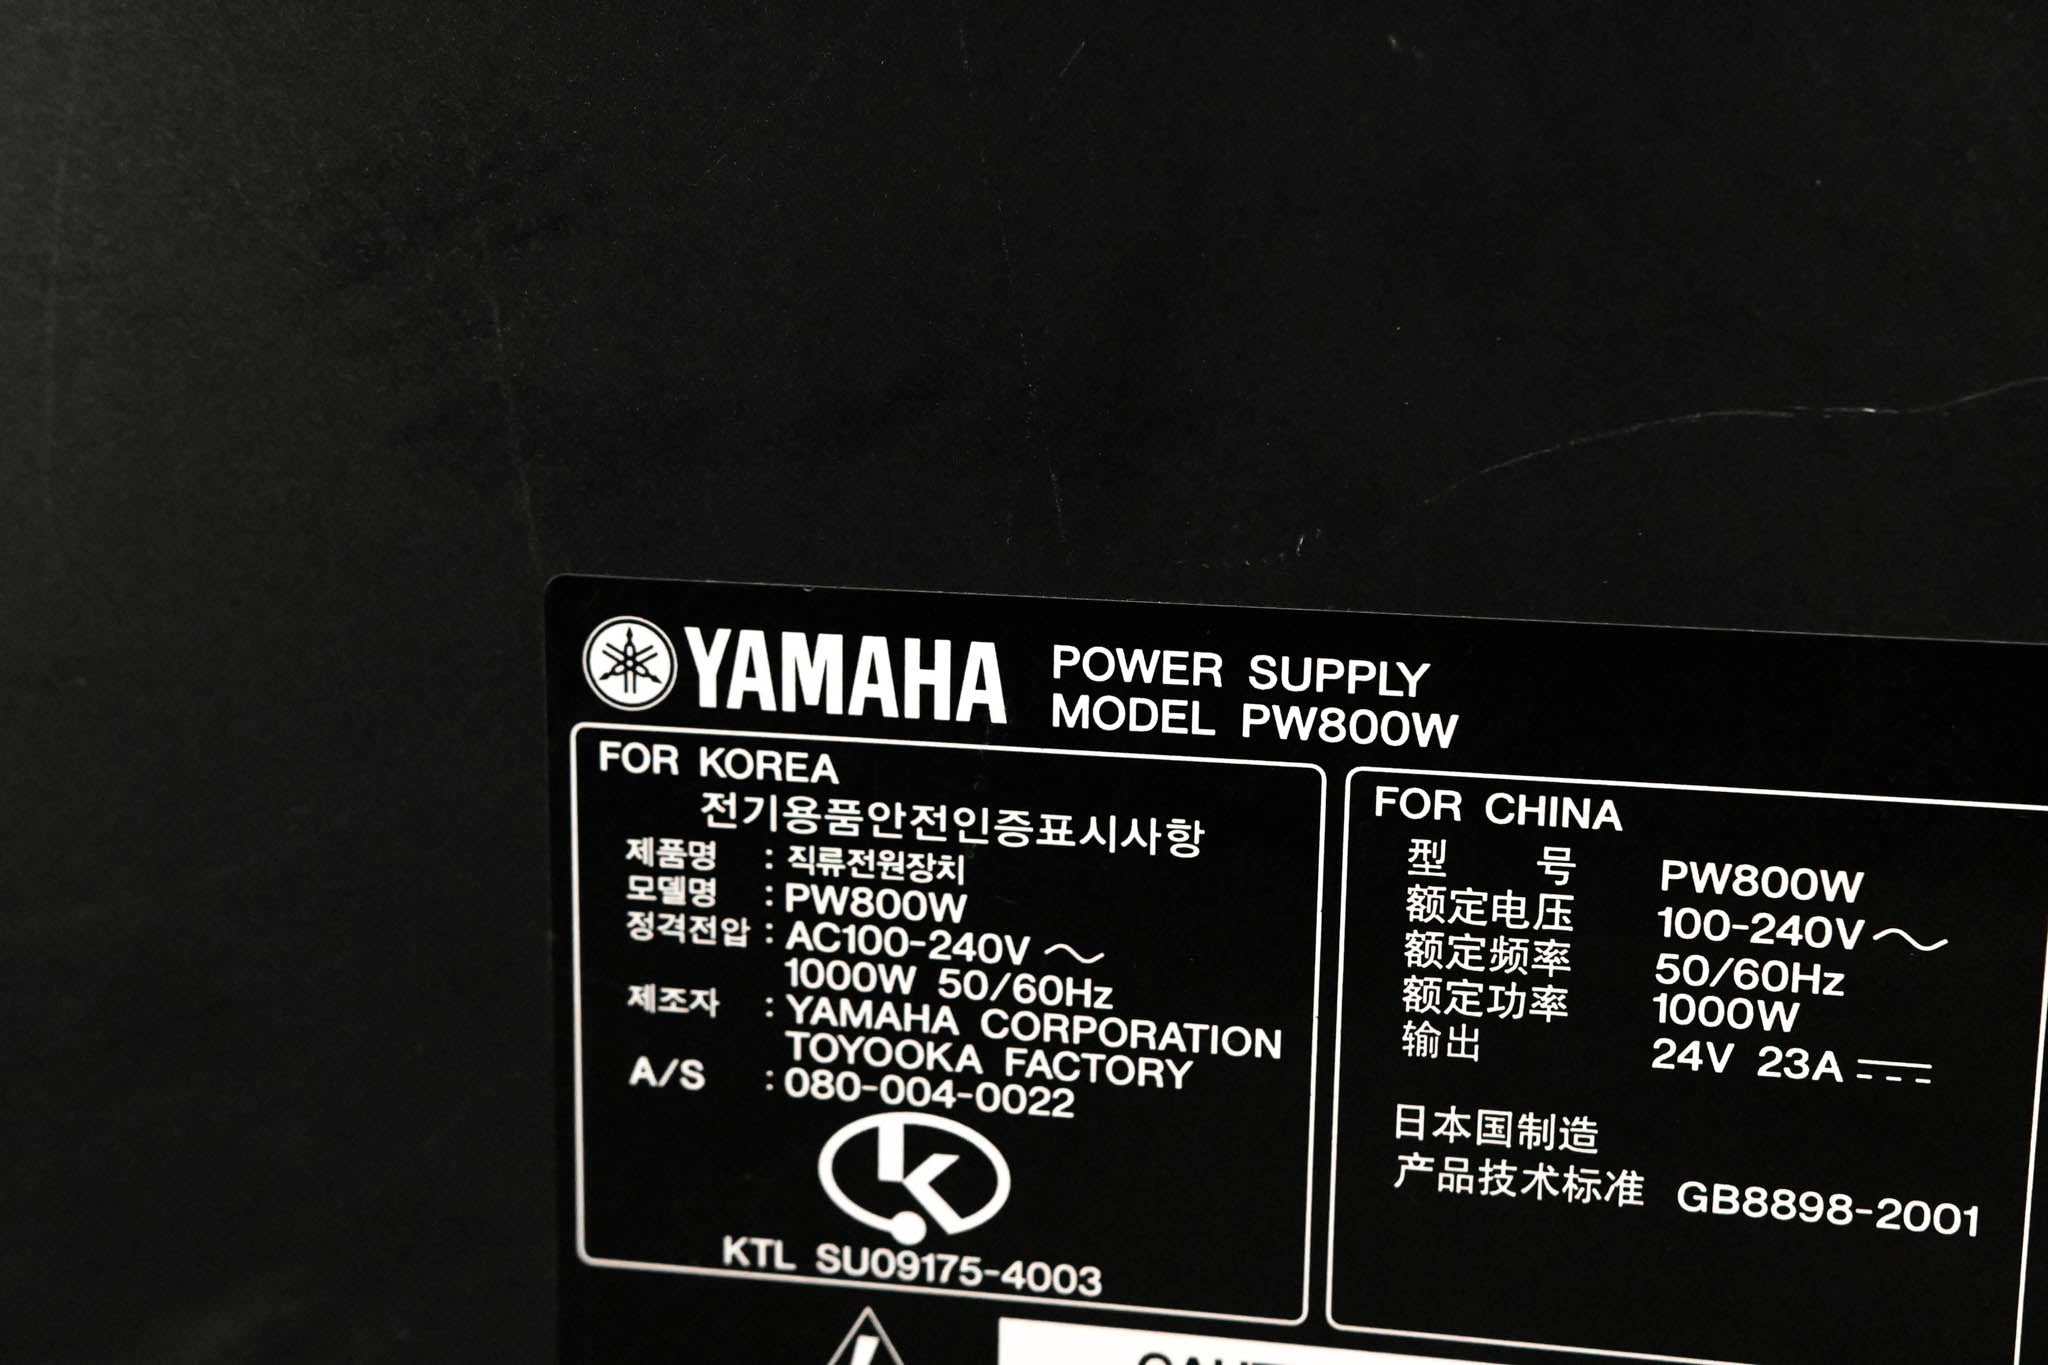 YAMAHA
POWER SUPPLY
MODEL PW800W
FOR KOREA
전기용품안전인증표시사항
제품명 : 직류전원장치
모델명 : PW800W
정격전압 : AC100-240V ~
1000W 50/60Hz
제조자 : YAMAHA CORPORATION
TOYOOKA FACTORY
A/S : 080-004-0022
KTL SU09175-4003
FOR CHINA
型 号 PW800W
额定电压 100-240V ~
额定频率 50/60Hz
额定功率 1000W
输出 24V 23A ⎓
日本国制造
产品技术标准 GB8898-2001